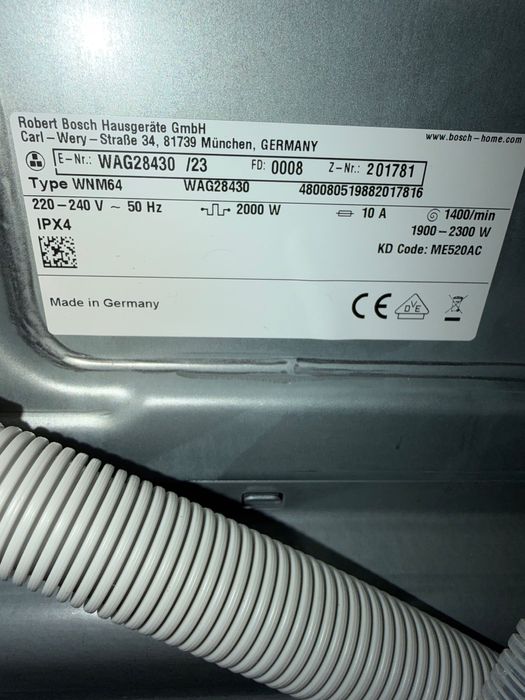 Robert Bosch Hausgeräte GmbH
Carl-Wery-Straße 34, 81739 München, GERMANY
www.bosch-home.com
E-Nr.: WAG28430 /23 FD: 0008 Z-Nr.: 201781
Type WNM64 WAG28430 480080519882017816
220-240 V ~ 50 Hz 2000 W 10 A 1400/min
IPX4 1900-2300 W
KD Code: ME520AC
Made in Germany CE DVE